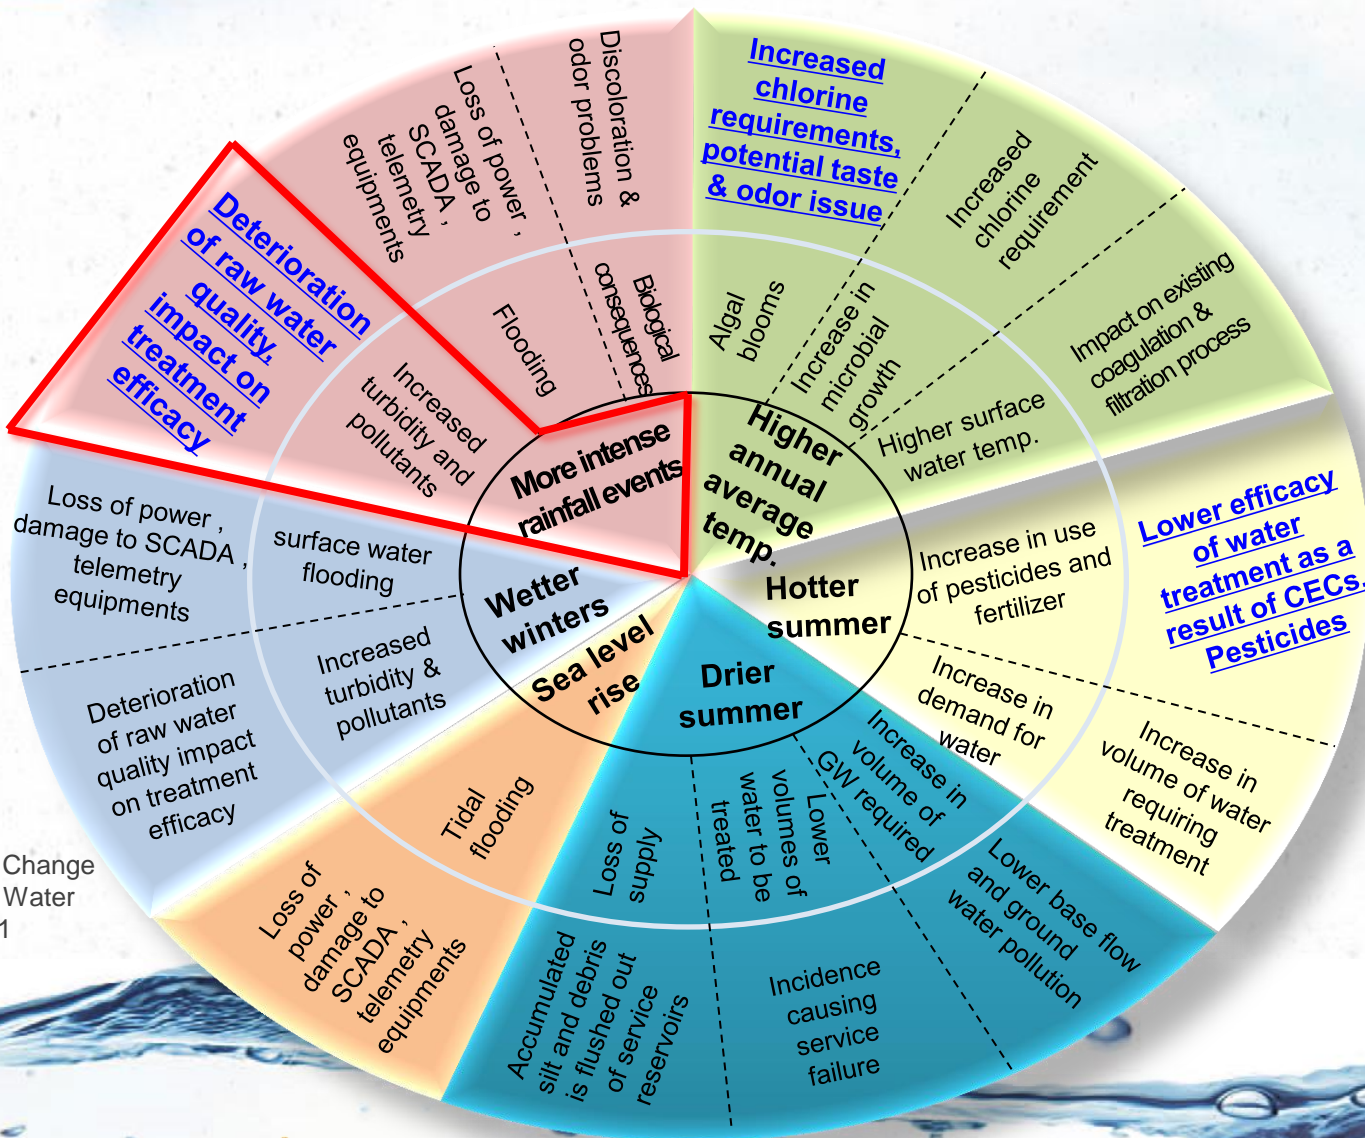 Increased
chlorine
requirements,
potential taste
& odor issue
Increased
chlorine
requirement
Impact on existing
coagulation &
filtration process
Algal
blooms
Increase in
microbial
growth
Higher surface
water temp.
Higher
annual
average
temp.
Hotter
summer
Increase in use
of pesticides and
fertilizer
Lower efficacy
of water
treatment as a
result of CECs,
Pesticides
Increase in
demand for
water
Increase in
volume of water
requiring
treatment
Drier
summer
Increase in
volume of
GW required
Lower base flow
and ground
water pollution
Lower
volumes of
water to be
treated
Incidence
causing
service
failure
Loss of
supply
Accumulated
silt and debris
is flushed out
of service
reservoirs
Sea level
rise
Tidal
flooding
Loss of
power ,
damage to
SCADA ,
telemetry
equipments
Wetter
winters
Increased
turbidity &
pollutants
Deterioration
of raw water
quality impact
on treatment
efficacy
surface water
flooding
Loss of power ,
damage to SCADA ,
telemetry
equipments
More intense
rainfall events
Increased
turbidity and
pollutants
Deterioration
of raw water
quality,
impact on
treatment
efficacy
Flooding
Loss of power ,
damage to
SCADA ,
telemetry
equipments
Biological
consequences
Discoloration &
odor problems
Change
Water
1